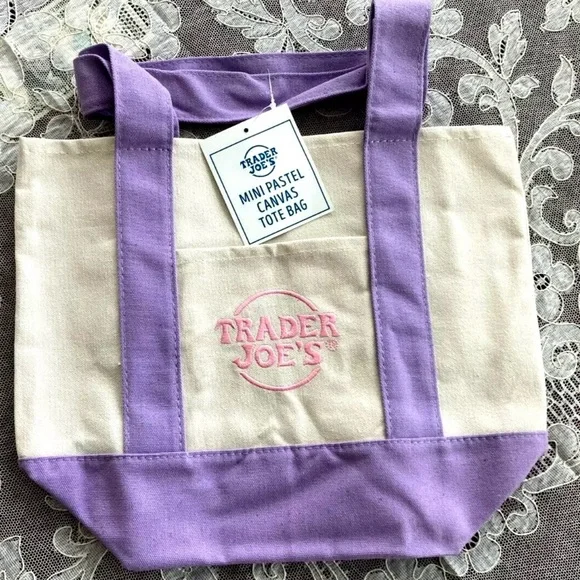 TRADER
JOE'S
MINI PASTEL
CANVAS
TOTE BAG
TRADER
JOE'S®